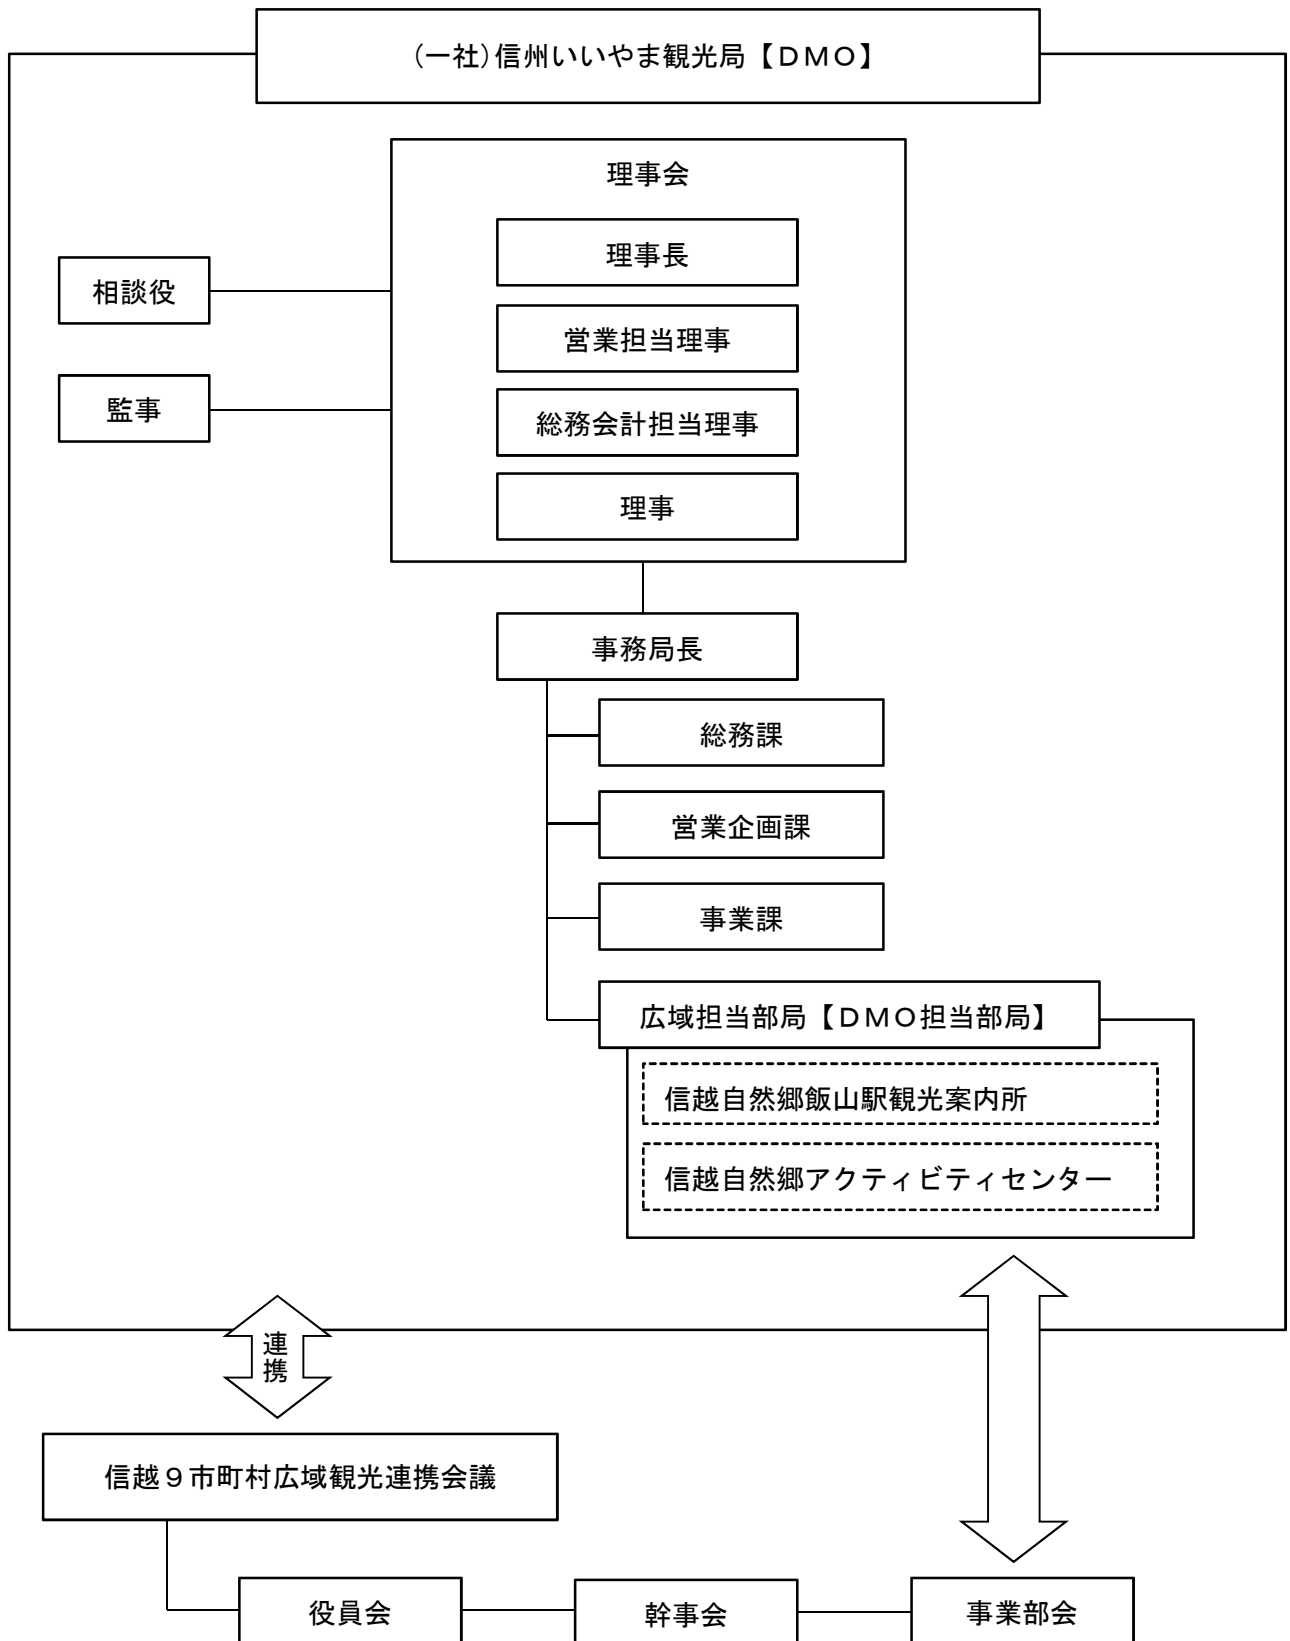 (一社)信州いいやま観光局【DMO】
理事会
理事長
相談役
営業担当理事
監事
総務会計担当理事
理事
事務局長
総務課
営業企画課
事業課
広域担当部局【DMO担当部局】
信越自然郷飯山駅観光案内所
信越自然郷アクティビティセンター
連
携
信越9市町村広域観光連携会議
役員会
幹事会
事業部会